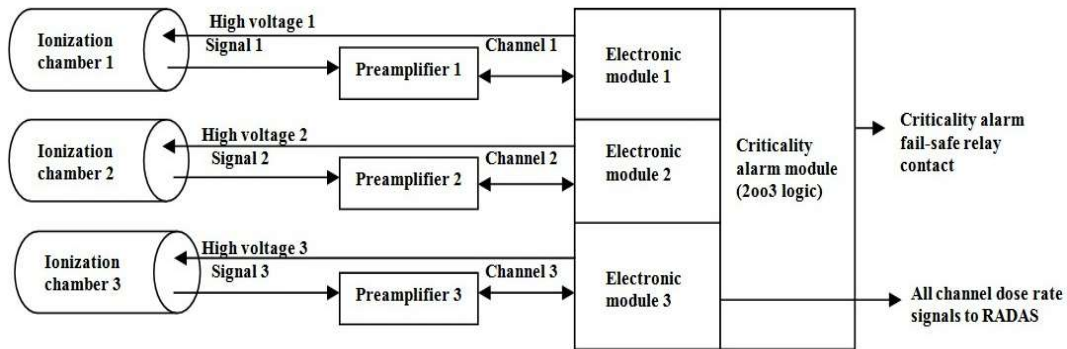 High voltage 1
Ionization
chamber 1
Signal 1
Channel 1
Preamplifier 1
Electronic
module 1
High voltage 2
Ionization
chamber 2
Signal 2
Channel 2
Preamplifier 2
Electronic
module 2
High voltage 3
Ionization
chamber 3
Signal 3
Channel 3
Preamplifier 3
Electronic
module 3
Criticality
alarm module
(2oo3 logic)
Criticality alarm
fail-safe relay
contact
All channel dose rate
signals to RADAS